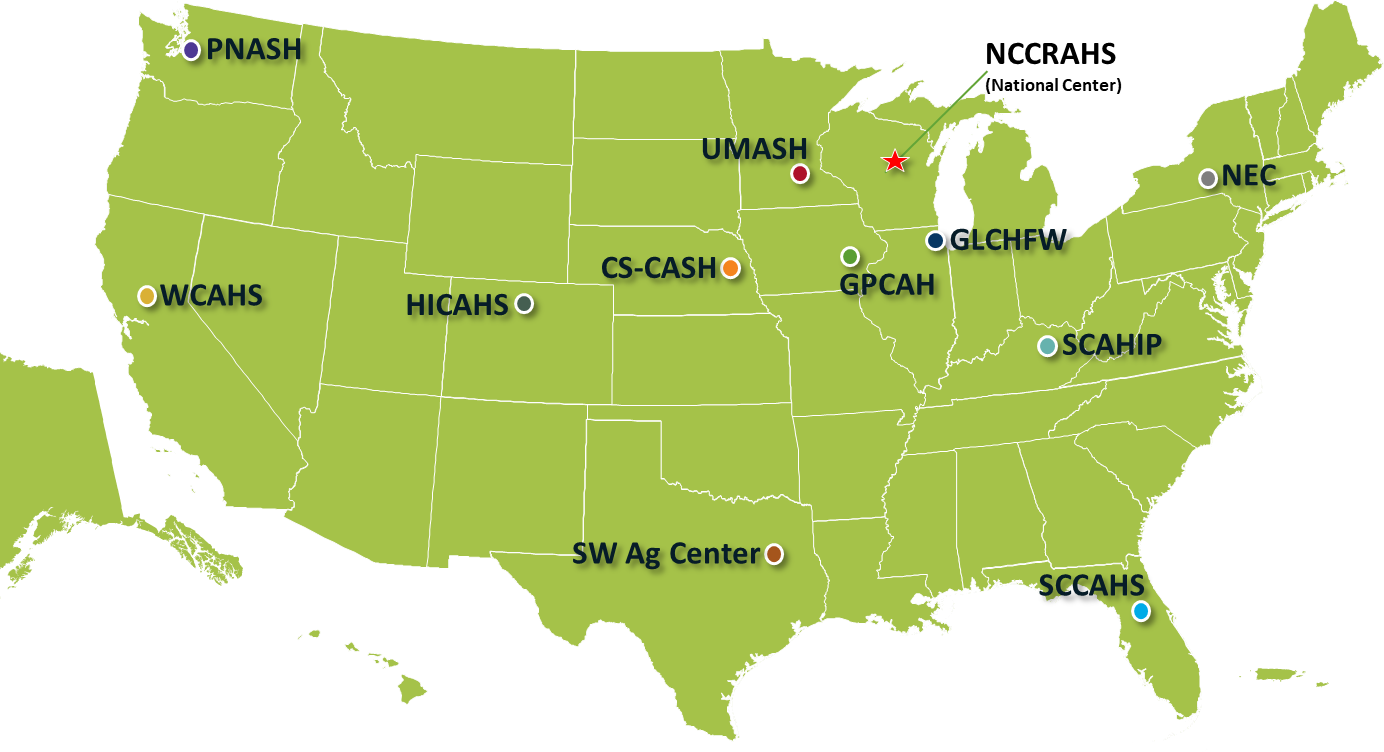 PNASH
NCCRAHS
(National Center)
UMASH
NEC
GLCHFW
CS-CASH
GPCAH
WCAHS
HICAHS
SCAHIP
SW Ag Center
SCCAHS